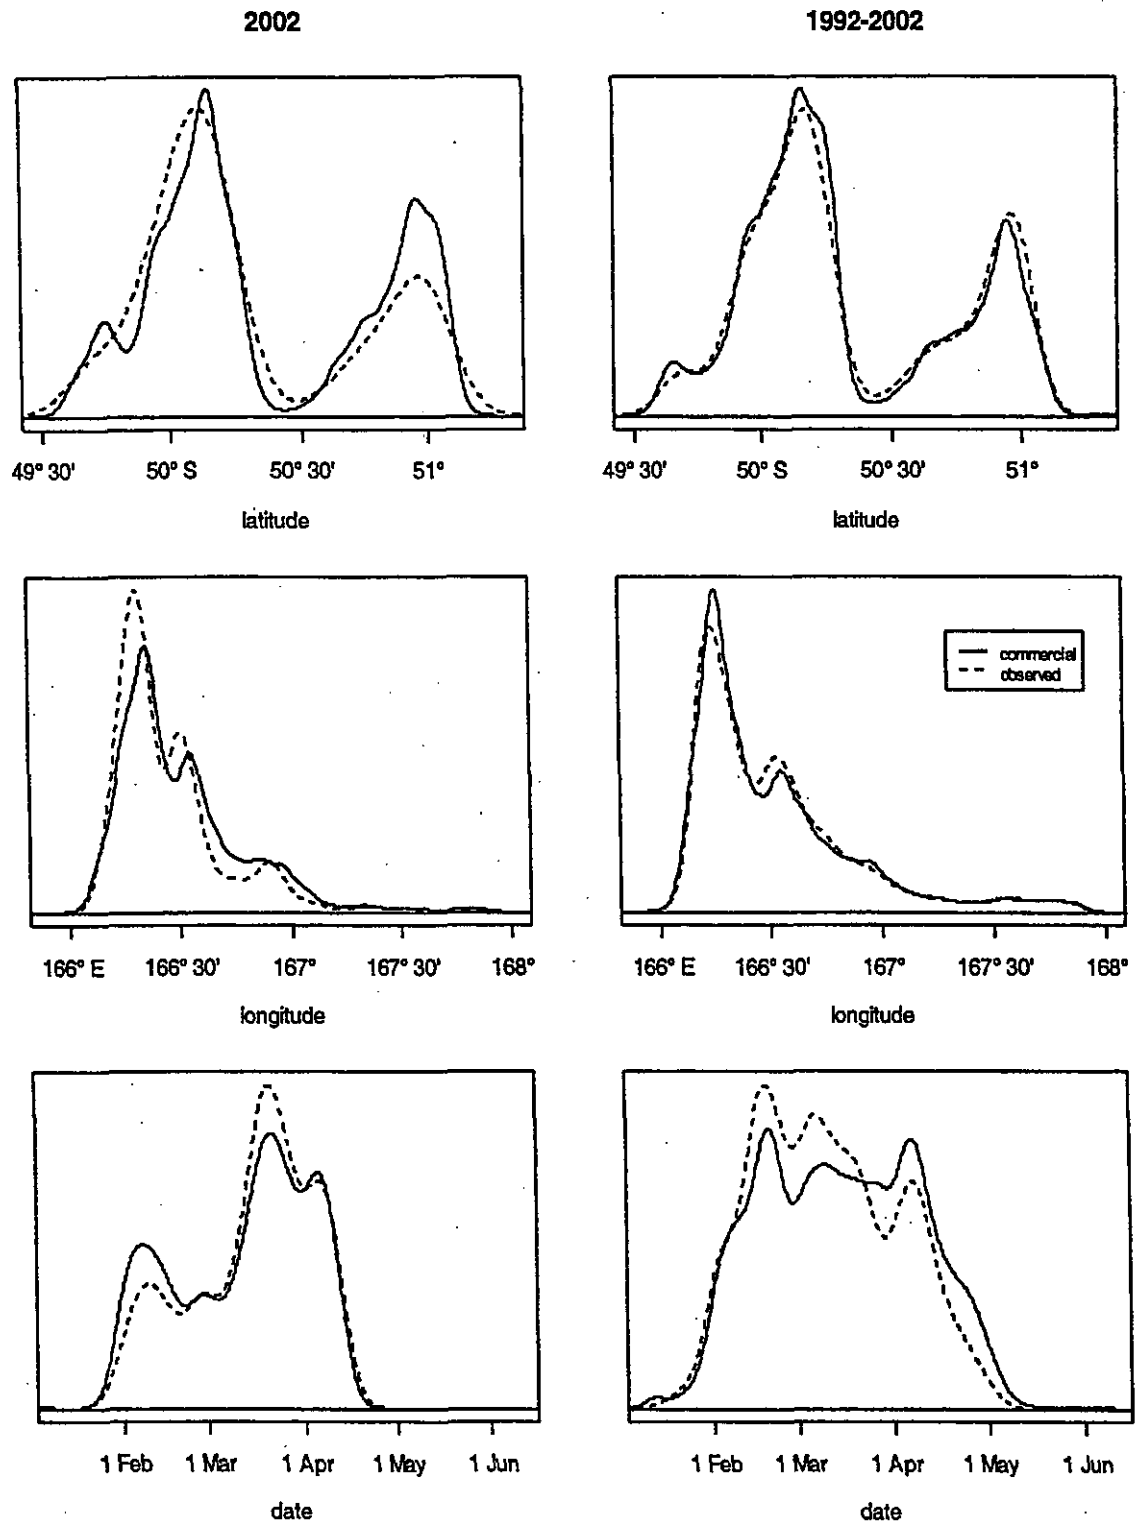 2002
1992-2002
49° 30' 50° S 50° 30' 51°
latitude
49° 30' 50° S 50° 30' 51°
latitude
166° E 166° 30' 167° 167° 30' 168°
longitude
commercial
observed
166° E 166° 30' 167° 167° 30' 168°
longitude
1 Feb 1 Mar 1 Apr 1 May 1 Jun
date
1 Feb 1 Mar 1 Apr 1 May 1 Jun
date